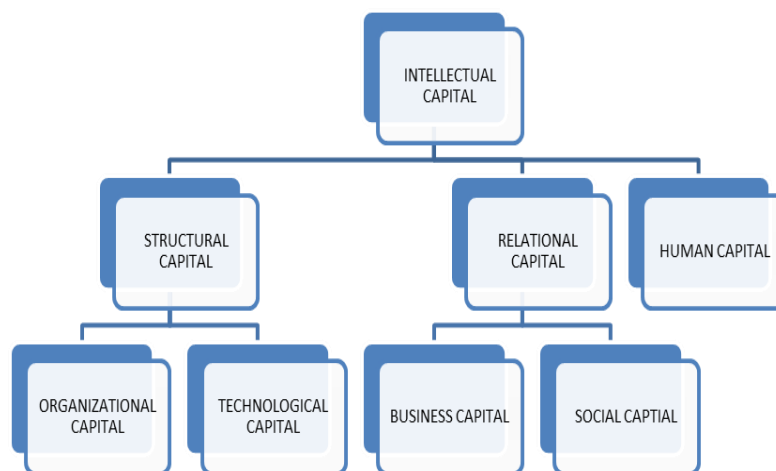 INTELLECTUAL
CAPITAL
STRUCTURAL
CAPITAL
RELATIONAL
CAPITAL
HUMAN CAPITAL
ORGANIZATIONAL
CAPITAL
TECHNOLOGICAL
CAPITAL
BUSINESS CAPITAL
SOCIAL CAPTIAL